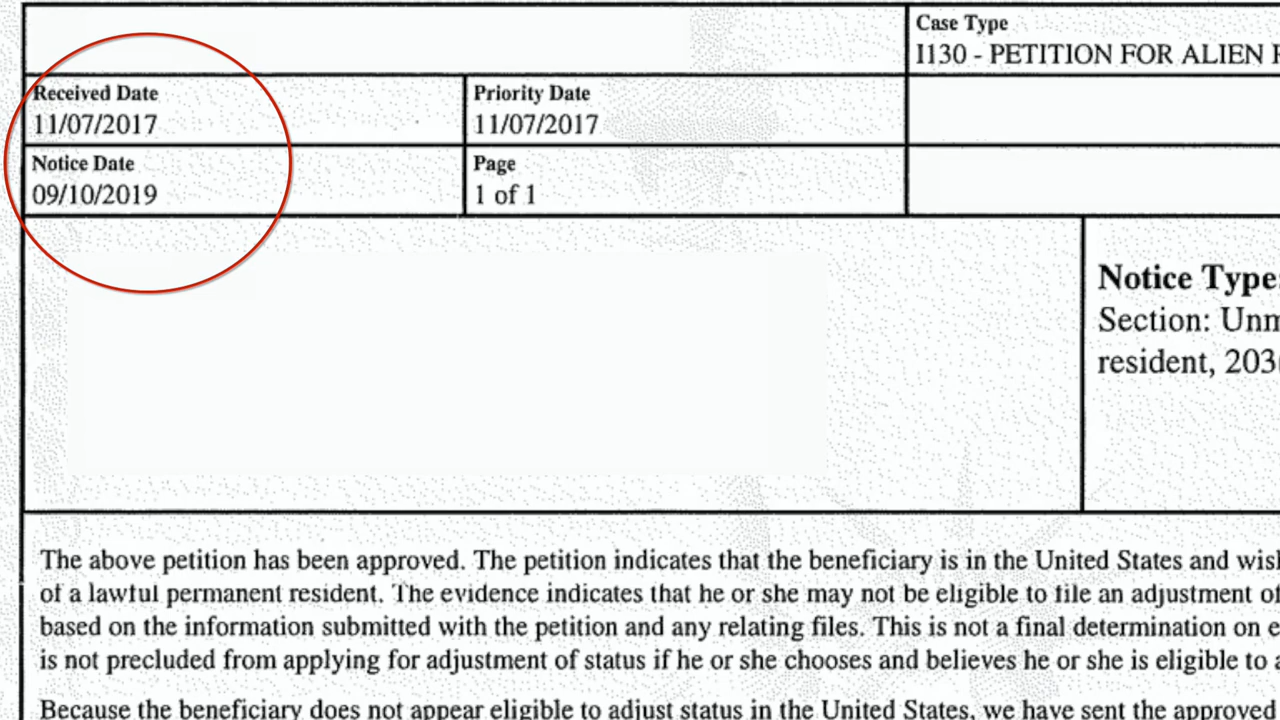 Case Type
I130 - PETITION FOR ALIEN
Received Date
11/07/2017
Priority Date
11/07/2017
Notice Date
09/10/2019
Page
1 of 1
Notice Type:
Section:
resident,
The above petition has been approved. The petition indicates that the beneficiary is in the United States and
of a lawful permanent resident. The evidence indicates that he or she may not be eligible to file an adjustment of
based on the information submitted with the petition and any relating files. This is not a final determination on
is not precluded from applying for adjustment of status if he or she chooses and believes he or she is eligible to
Because the beneficiary does not appear eligible to adjust status in the United States, we have sent the approved